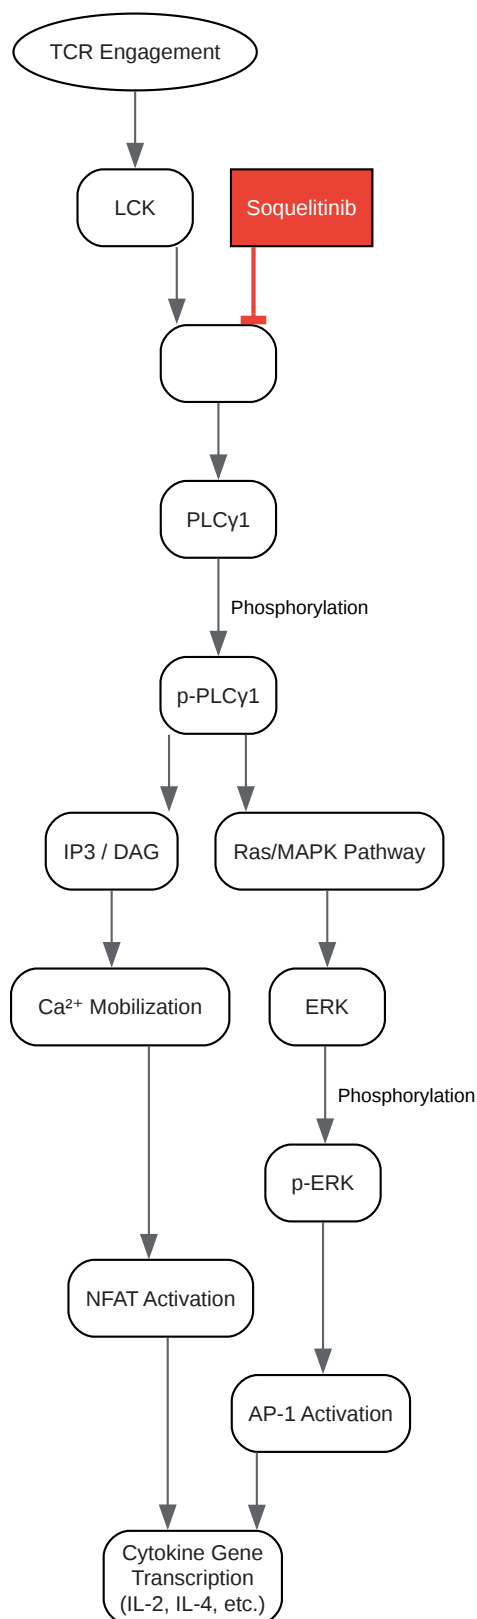 TCR Engagement
LCK
Soquelitinib
PLCγ1
Phosphorylation
p-PLCγ1
IP3 / DAG
Ras/MAPK Pathway
Ca²⁺ Mobilization
ERK
Phosphorylation
p-ERK
NFAT Activation
AP-1 Activation
Cytokine Gene
Transcription
(IL-2, IL-4, etc.)